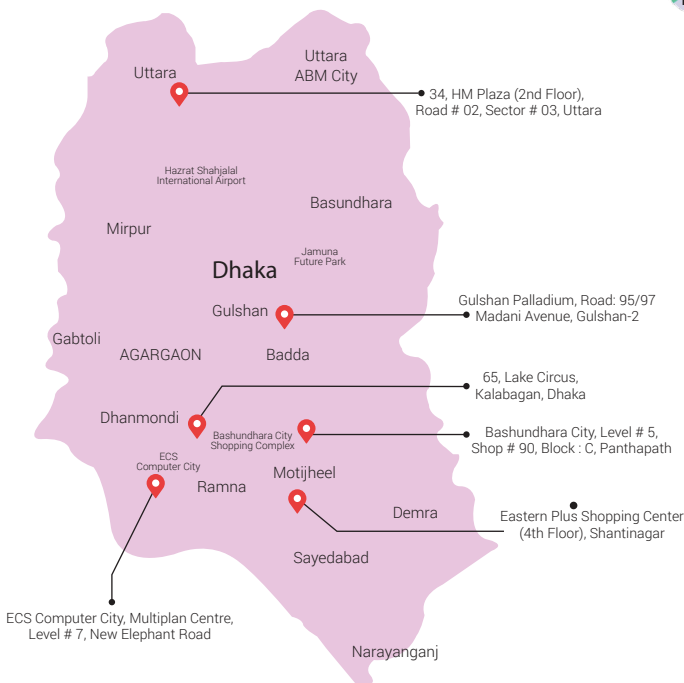 Uttara
ABM City
Uttara
34, HM Plaza (2nd Floor),
Road # 02, Sector # 03, Uttara
Hazrat Shahjalal
International Airport
Basundhara
Mirpur
Jamuna
Future Park
Dhaka
Gulshan
Gulshan Palladium, Road: 95/97
Madani Avenue, Gulshan-2
Gabtoli
AGARGAON
Badda
65, Lake Circus,
Kalabagan, Dhaka
Dhanmondi
Bashundhara City
Shopping Complex
Bashundhara City, Level # 5,
Shop # 90, Block : C, Panthapath
ECS
Computer City
Ramna
Motijheel
Demra
Eastern Plus Shopping Center
(4th Floor), Shantinagar
Sayedabad
ECS Computer City, Multiplan Centre,
Level # 7, New Elephant Road
Narayanganj